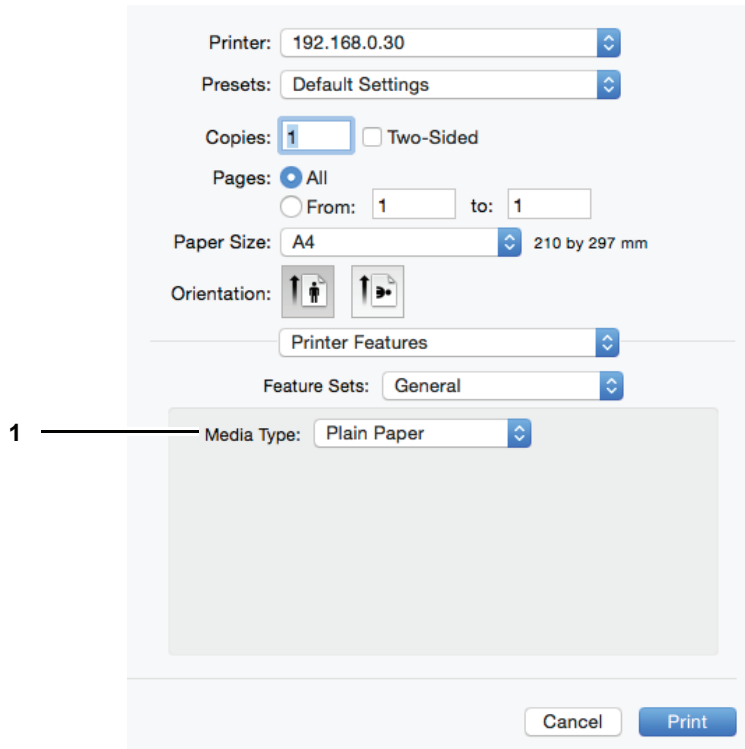 Printer: 192.168.0.30
Presets: Default Settings
Copies: 1 Two-Sided
Pages: All
From: 1 to: 1
Paper Size: A4 210 by 297 mm
Orientation:
Printer Features
Feature Sets: General
1 Media Type: Plain Paper
Cancel Print